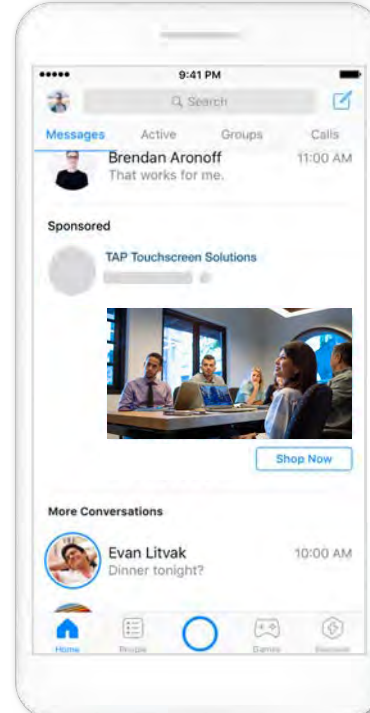 9:41 PM
Search
Messages Active Groups Calls
Brendan Aronoff 11:00 AM
That works for me.
Sponsored
TAP Touchscreen Solutions
Shop Now
More Conversations
Evan Litvak 10:00 AM
Dinner tonight?
Home People Games Discover